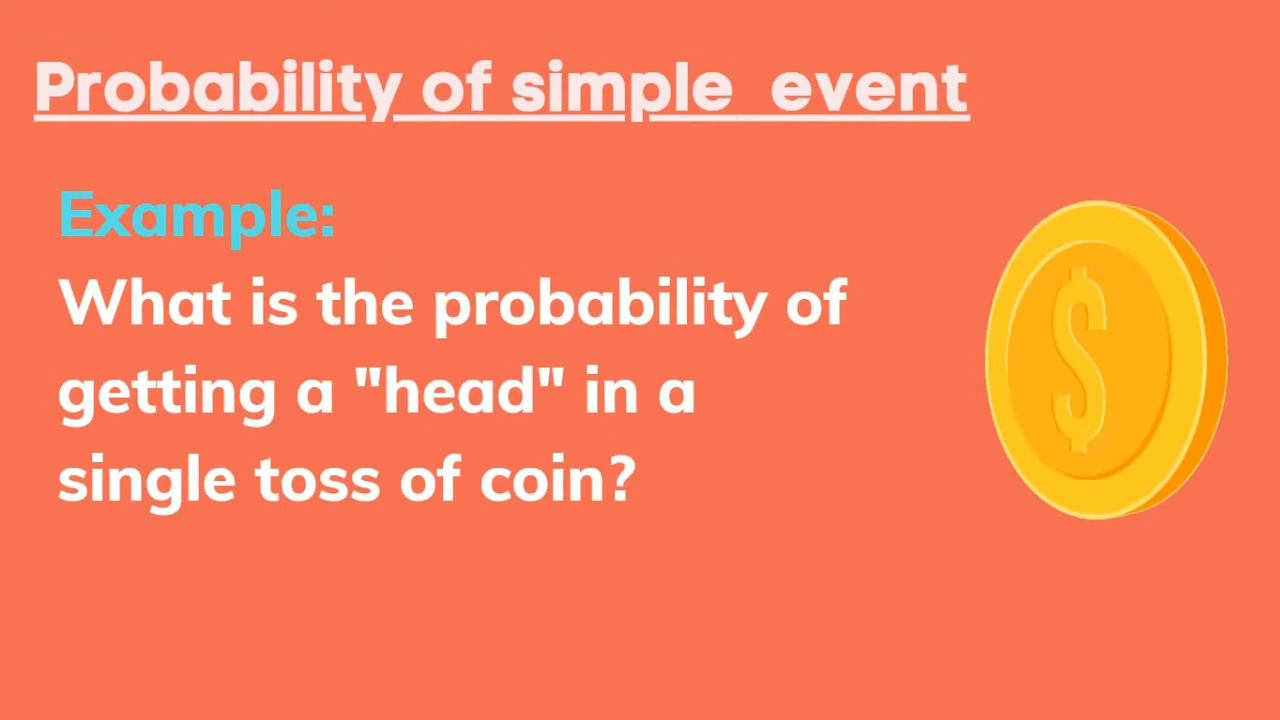 Probability of simple event
Example:
What is the probability of
getting a "head" in a
single toss of coin?
$